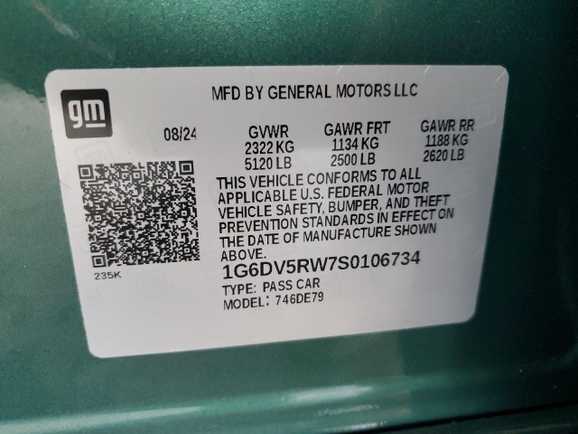 gm
MFD BY GENERAL MOTORS LLC
08/24 GVWR GAWR FRT GAWR RR
2322 KG 1134 KG 1188 KG
5120 LB 2500 LB 2620 LB
THIS VEHICLE CONFORMS TO ALL
APPLICABLE U.S. FEDERAL MOTOR
VEHICLE SAFETY, BUMPER, AND THEFT
PREVENTION STANDARDS IN EFFECT ON
THE DATE OF MANUFACTURE SHOWN
ABOVE.
235K
1G6DV5RW7S0106734
TYPE: PASS CAR
MODEL: 746DE79